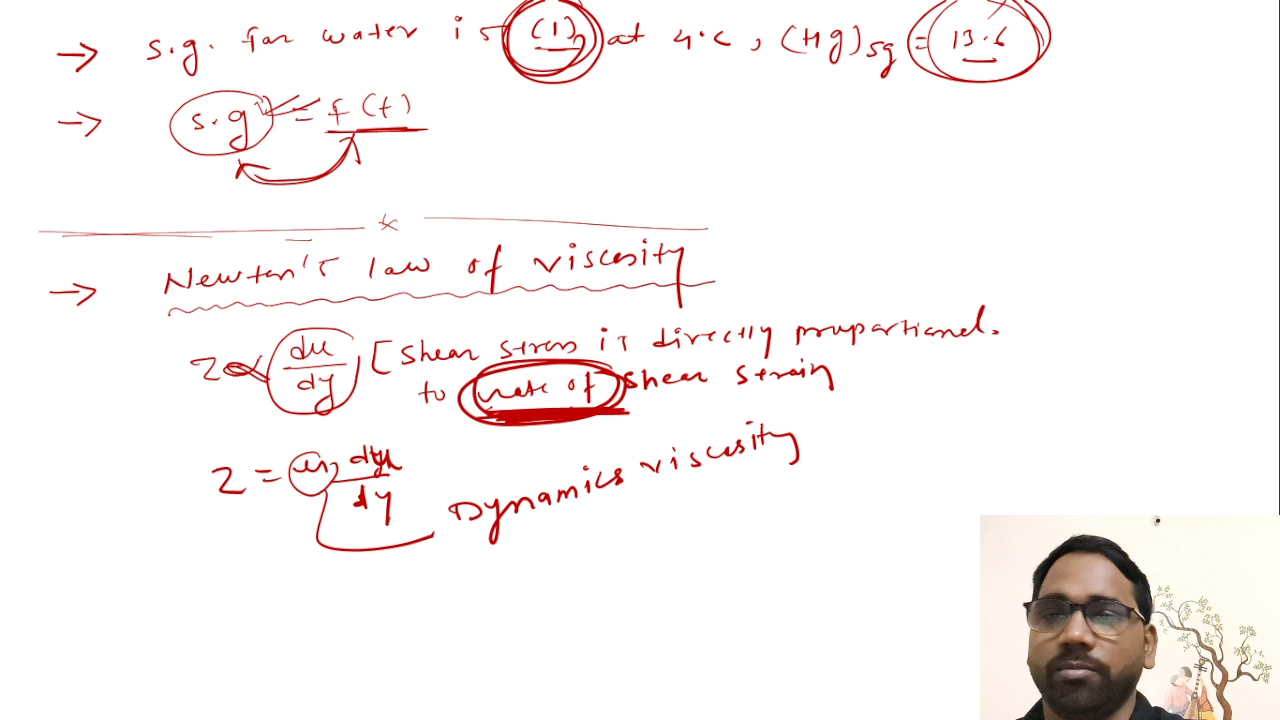 → s.g. for water is (1) at 4°c, (Hg)sg = 13.6
→ s.g = f(t)
→ Newton's law of viscosity
τ ∝ du/dy [shear stress is directly proportional.
to rate of shear strain
τ = μ du/dy
Dynamics viscosity